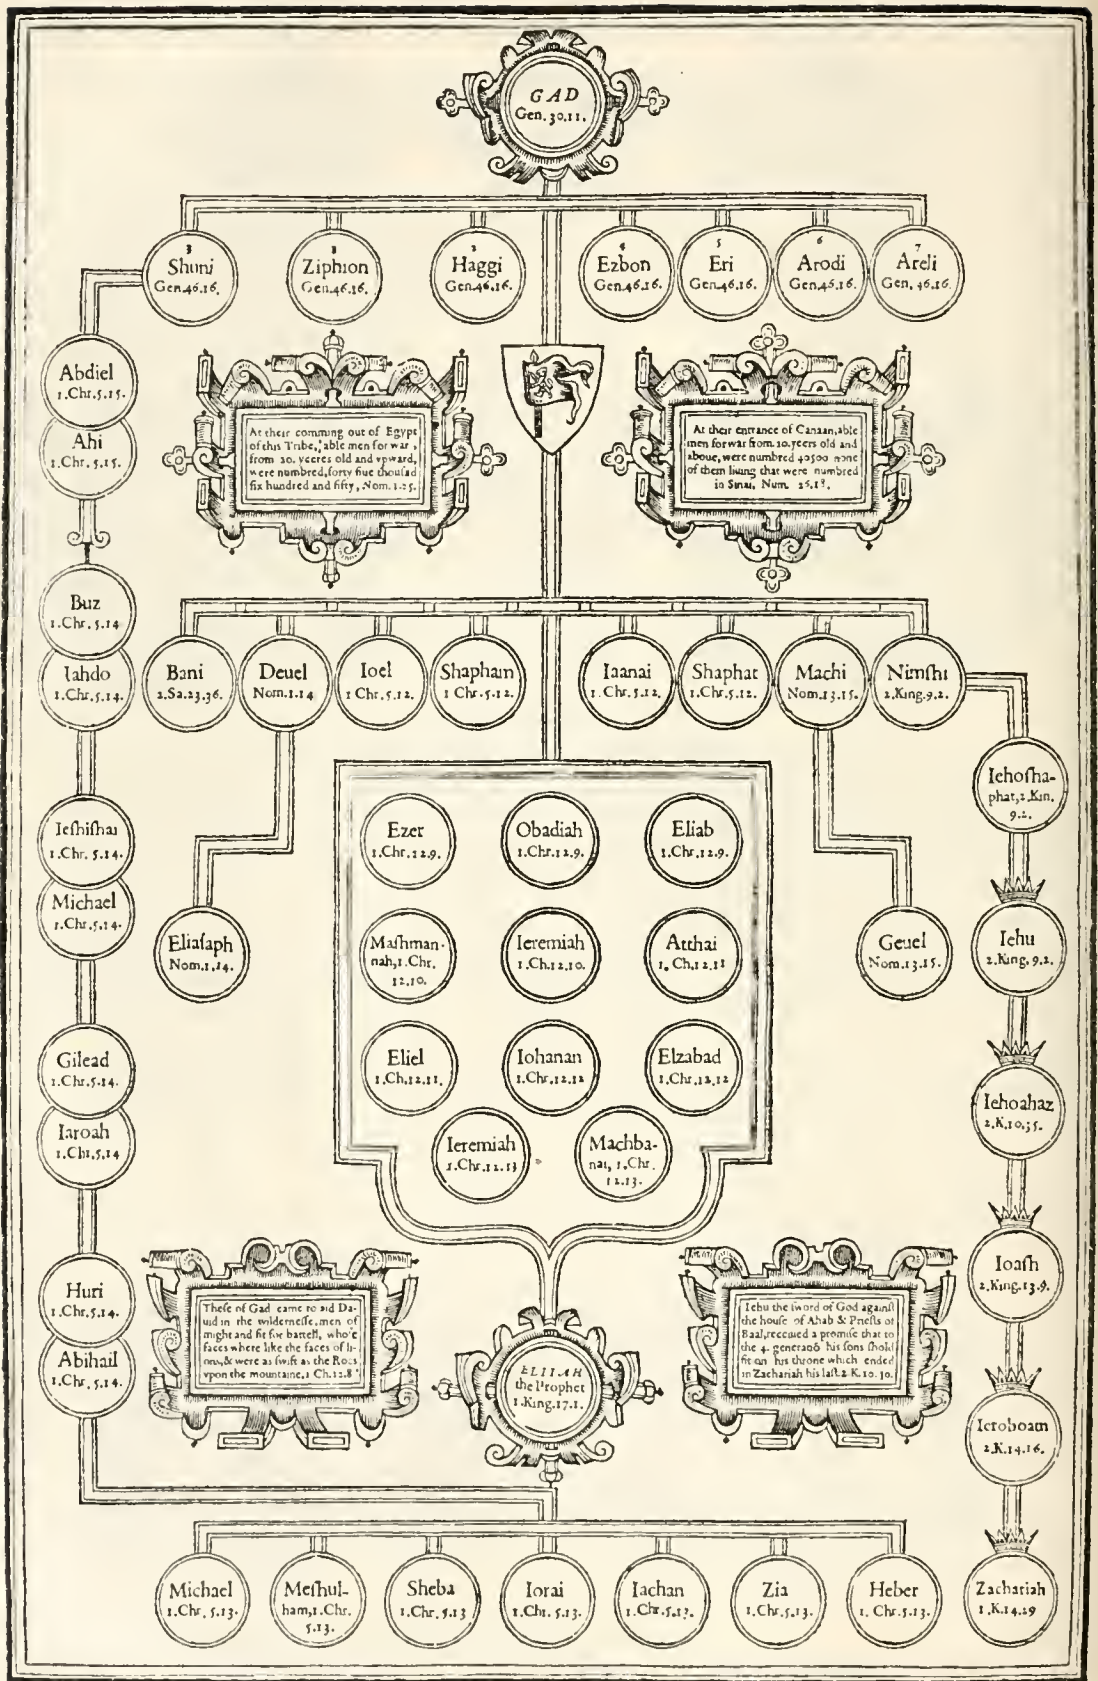 GAD
Gen. 30.11.
3
Shuni
Gen.46.16.
Ziphion
Gen.46.16.
2
Haggi
Gen.46.16.
4
Ezbon
Gen.46.16.
5
Eri
Gen.46.16.
6
Arodi
Gen.46.16.
7
Areli
Gen. 46.16.
Abdiel
1.Chr.5.15.
Ahi
1.Chr.5.15.
At their comming out of Egypt
of this Tribe, able men for war,
from 20. yeeres old and vpward,
were numbred, forty fiue thousãd
six hundred and fifty, Nom. 1.25.
At their entrance of Canaan, able
men for war from 20. yeers old and
aboue, were numbred 40500 none
of them liuing that were numbred
in Sinai. Num. 26.18.
Buz
1.Chr.5.14
Iahdo
1.Chr.5.14.
Bani
2.Sa.23.36.
Deuel
Nom.1.14
Ioel
1 Chr.5.12.
Shapham
1 Chr.5.12.
Iaanai
1.Chr.5.12.
Shaphat
1.Chr.5.12.
Machi
Nom.13.15.
Nimſhi
2.King.9.2.
Iehoſha-
phat,2.Kin.
9.2.
Ieſhiſhai
1.Chr. 5.14.
Michael
1.Chr.5.14.
Ezer
1.Chr.12.9.
Obadiah
1.Chr.12.9.
Eliab
1.Chr.12.9.
Eliaſaph
Nom.1.14.
Maſhman-
nah,1.Chr.
12.10.
Ieremiah
1.Ch.12.10.
Atthai
1. Ch.12.11
Geuel
Nom.13.15.
Iehu
2.King.9.2.
Gilead
1.Chr.5.14.
Iaroah
1.Chr.5.14
Eliel
1.Ch.12.11.
Iohanan
1.Chr.12.12
Elzabad
1.Chr.12.12
Iehoahaz
2.K.10.35.
Ieremiah
1.Chr.12.13
Machba-
nai, 1.Chr.
12.13.
Huri
1.Chr.5.14.
Abihail
1.Chr.5.14.
Theſe of Gad came to aid Da-
uid in the wilderneſſe, men of
might and fit for battell, whoſe
faces where like the faces of li-
ons, & were as ſwift as the Roes
vpon the mountaine, 1 Ch.12.8
Iehu the ſword of God againſt
the houſe of Ahab & Prieſts of
Baal, receiued a promiſe that to
the 4. generatiõ his ſons ſhold
ſit on his throne which ended
in Zachariah his laſt. 2.K.10.30.
Ioaſh
2.King.13.9.
ELIIAH
the Prophet
1.King.17.1.
Ieroboam
2.K.14.16.
Michael
1.Chr.5.13.
Meſhul-
ham,1.Chr.
5.13.
Sheba
1.Chr.5.13
Iorai
1.Chr.5.13.
Iachan
1.Chr.5.13.
Zia
1.Chr.5.13.
Heber
1. Chr.5.13.
Zachariah
1.K.14.29